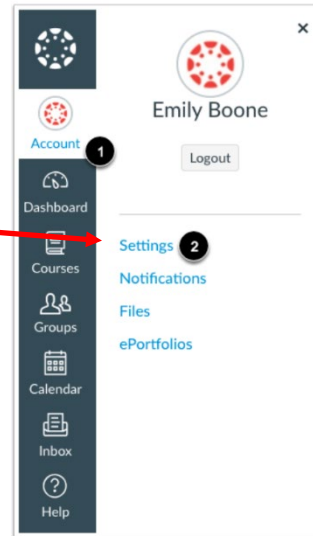 ×
Emily Boone
Account
1
Logout
Dashboard
Settings 2
Courses
Notifications
Files
Groups
ePortfolios
Calendar
Inbox
?
Help